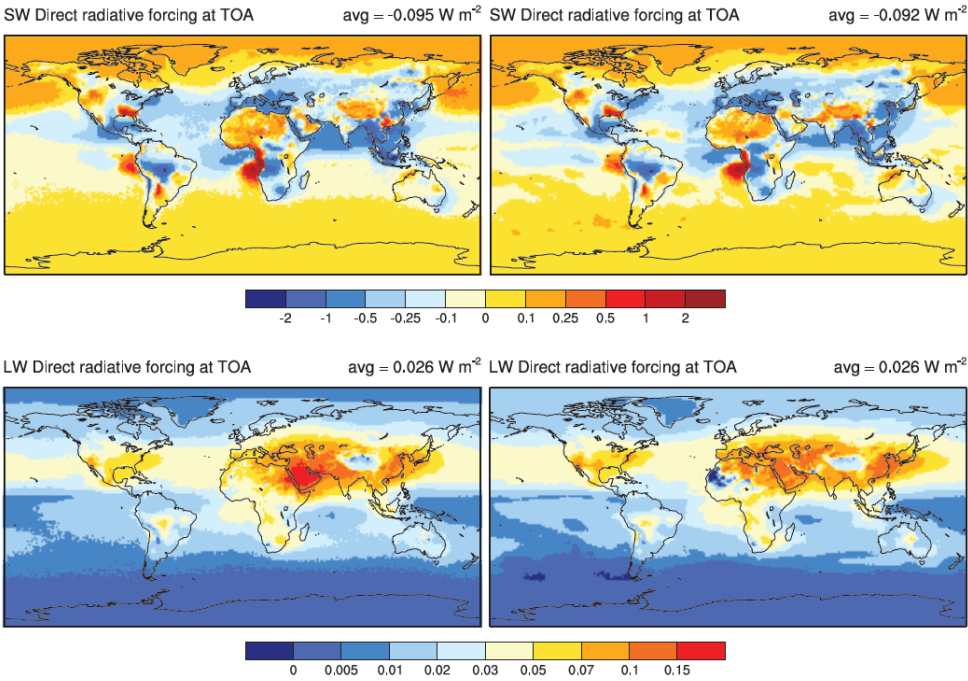 SW Direct radiative forcing at TOA avg = -0.095 W m-2
SW Direct radiative forcing at TOA avg = -0.092 W m-2
-2 -1 -0.5 -0.25 -0.1 0 0.1 0.25 0.5 1 2
LW Direct radiative forcing at TOA avg = 0.026 W m-2
LW Direct radiative forcing at TOA avg = 0.026 W m-2
0 0.005 0.01 0.02 0.03 0.05 0.07 0.1 0.15